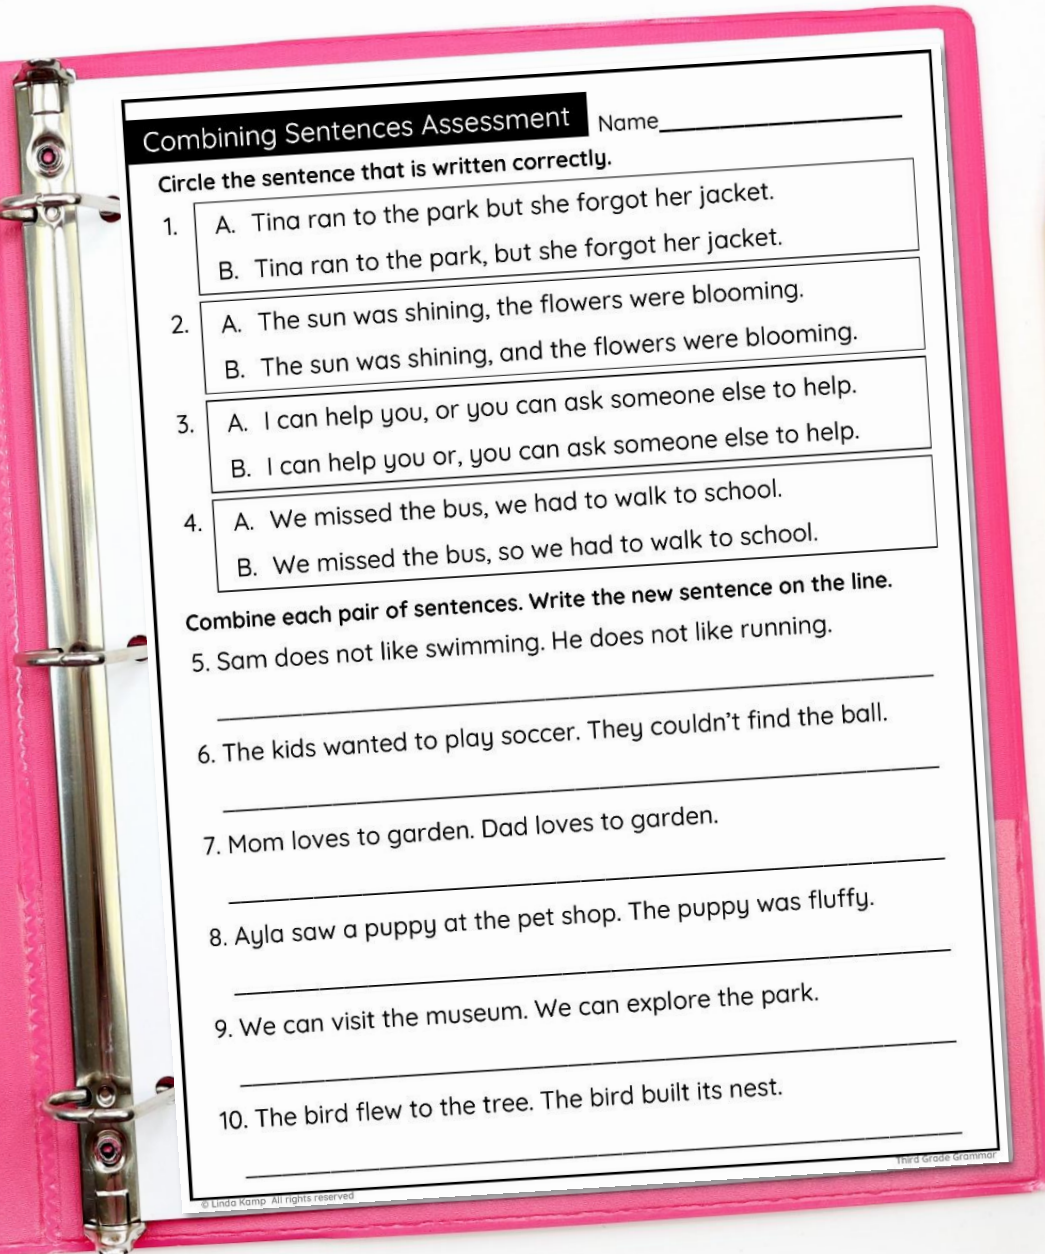 Combining Sentences Assessment Name
Circle the sentence that is written correctly.
1. A. Tina ran to the park but she forgot her jacket.
B. Tina ran to the park, but she forgot her jacket.
2. A. The sun was shining, the flowers were blooming.
B. The sun was shining, and the flowers were blooming.
3. A. I can help you, or you can ask someone else to help.
B. I can help you or, you can ask someone else to help.
4. A. We missed the bus, we had to walk to school.
B. We missed the bus, so we had to walk to school.
Combine each pair of sentences. Write the new sentence on the line.
5. Sam does not like swimming. He does not like running.
6. The kids wanted to play soccer. They couldn't find the ball.
7. Mom loves to garden. Dad loves to garden.
8. Ayla saw a puppy at the pet shop. The puppy was fluffy.
9. We can visit the museum. We can explore the park.
10. The bird flew to the tree. The bird built its nest.
© Linda Kamp All rights reserved
Third Grade Grammar